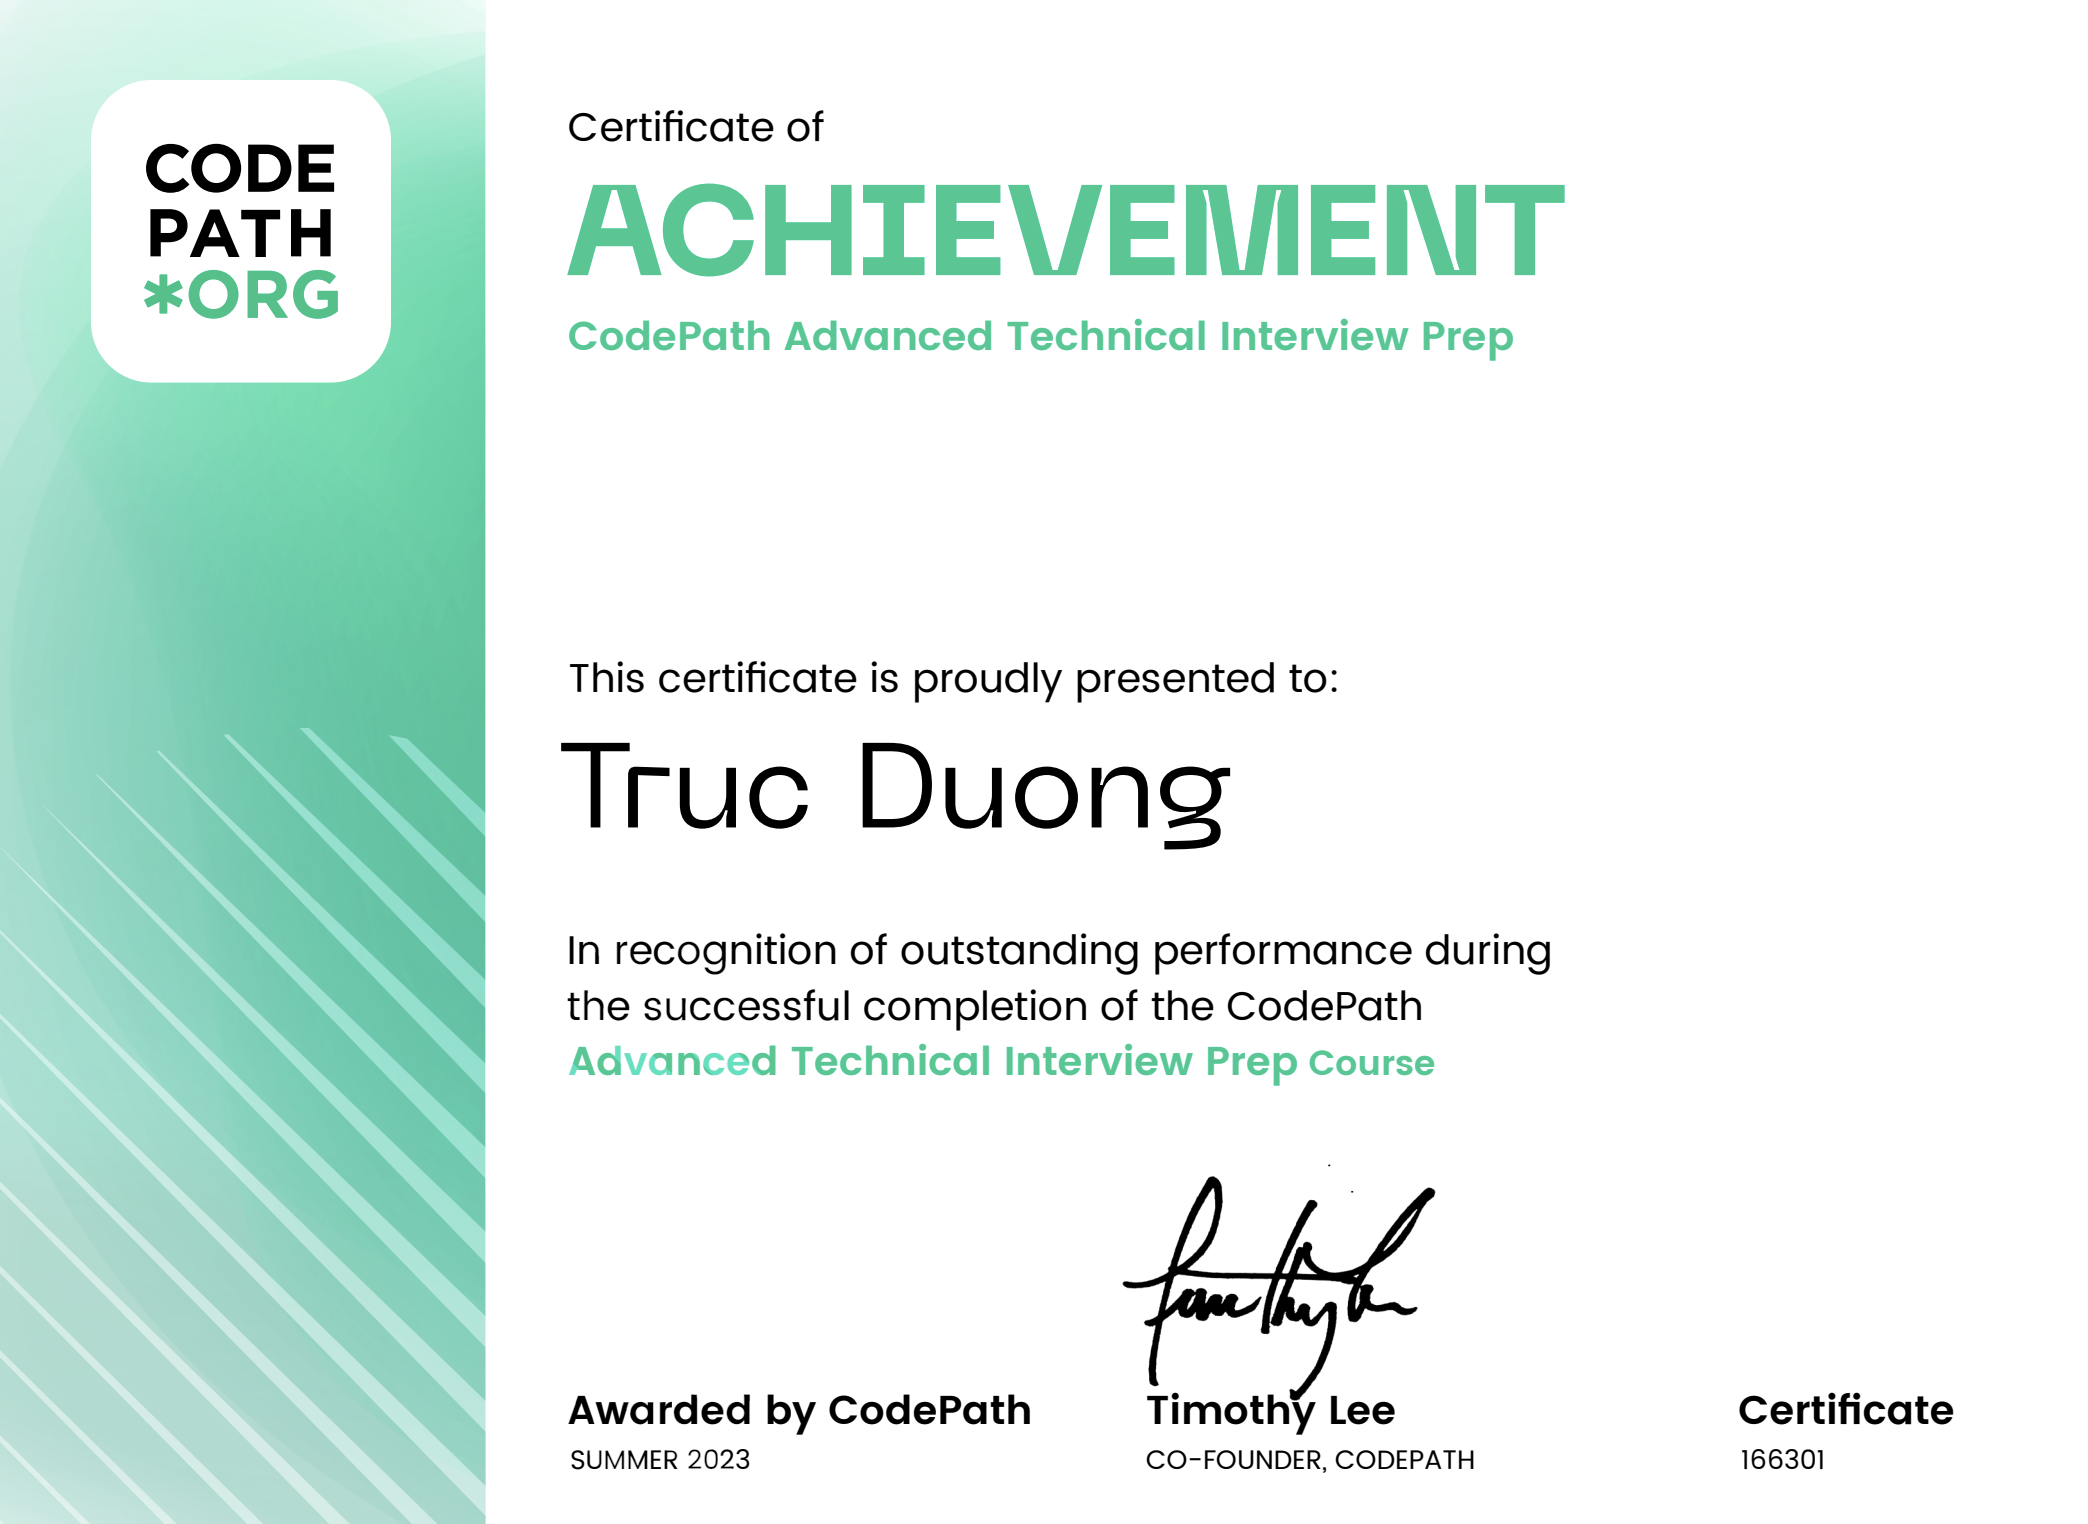 CODE
PATH
*ORG
Certificate of
ACHIEVEMENT
CodePath Advanced Technical Interview Prep
This certificate is proudly presented to:
Truc Duong
In recognition of outstanding performance during
the successful completion of the CodePath
Advanced Technical Interview Prep Course
Awarded by CodePath
SUMMER 2023
Timothy Lee
CO-FOUNDER, CODEPATH
Certificate
166301